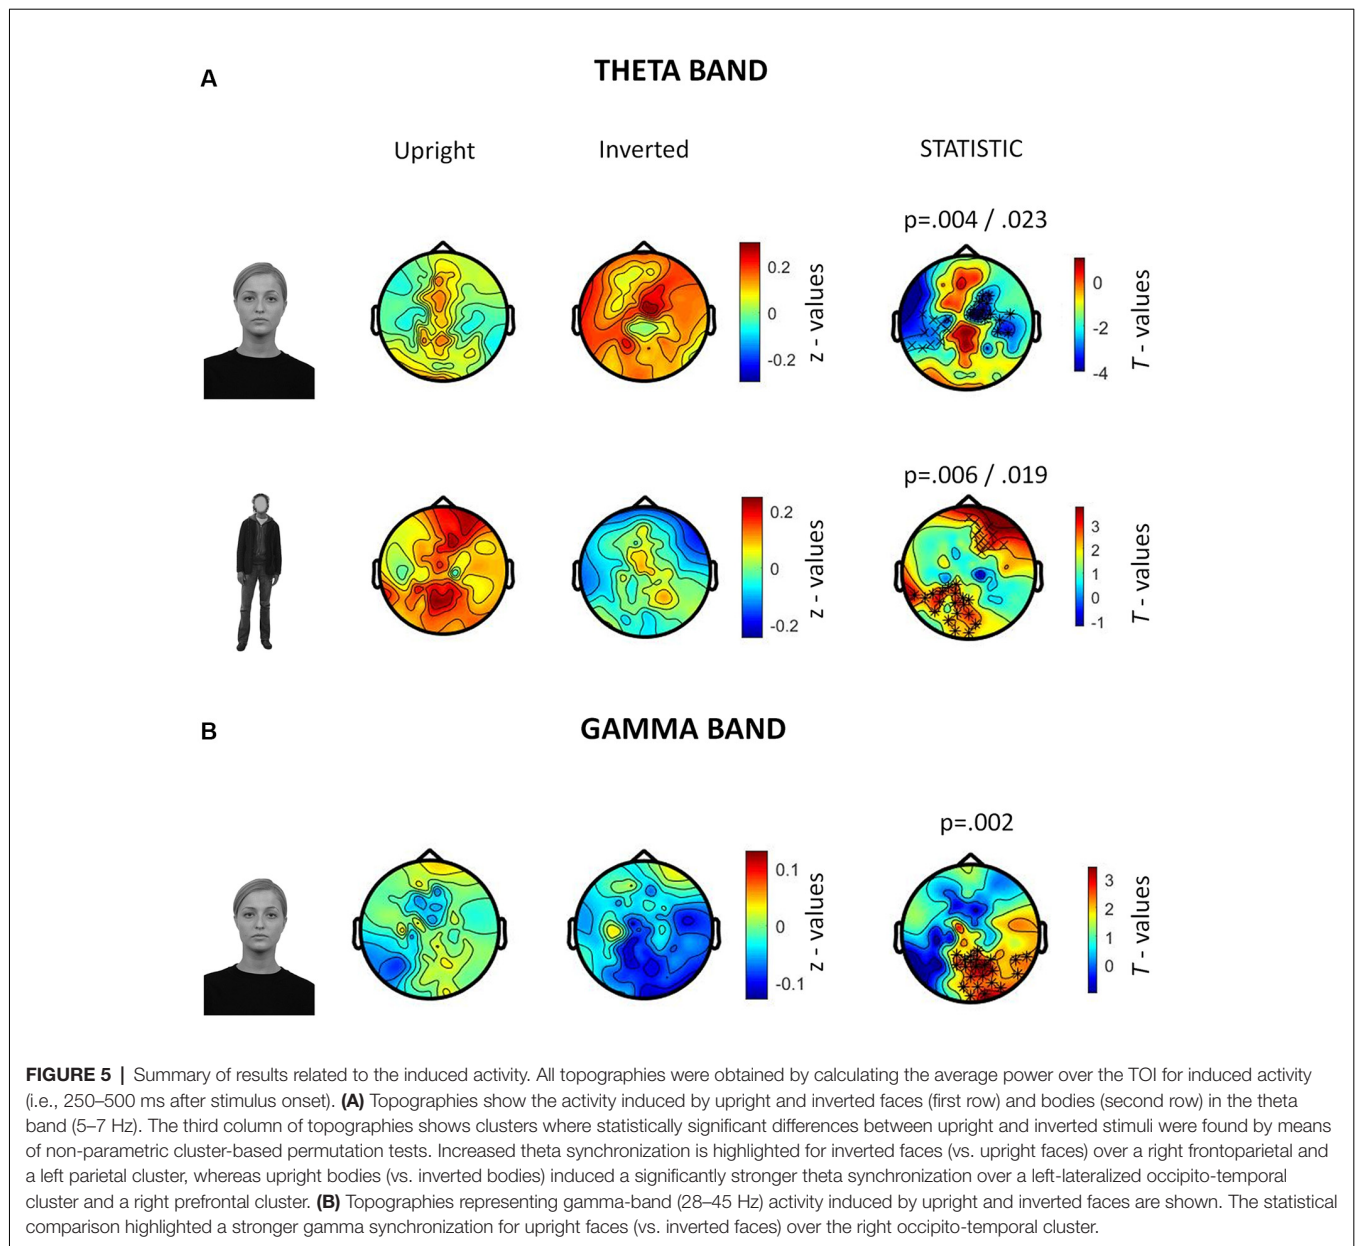 A
THETA BAND
Upright
Inverted
STATISTIC
p=.004 / .023
0.2
0
-0.2
z - values
0
-2
-4
T - values
p=.006 / .019
0.2
0
-0.2
z - values
3
2
1
0
-1
T - values
B
GAMMA BAND
p=.002
0.1
0
-0.1
z - values
3
2
1
0
T - values
FIGURE 5 | Summary of results related to the induced activity. All topographies were obtained by calculating the average power over the TOI for induced activity
(i.e., 250–500 ms after stimulus onset). (A) Topographies show the activity induced by upright and inverted faces (first row) and bodies (second row) in the theta
band (5–7 Hz). The third column of topographies shows clusters where statistically significant differences between upright and inverted stimuli were found by means
of non-parametric cluster-based permutation tests. Increased theta synchronization is highlighted for inverted faces (vs. upright faces) over a right frontoparietal and
a left parietal cluster, whereas upright bodies (vs. inverted bodies) induced a significantly stronger theta synchronization over a left-lateralized occipito-temporal
cluster and a right prefrontal cluster. (B) Topographies representing gamma-band (28–45 Hz) activity induced by upright and inverted faces are shown. The statistical
comparison highlighted a stronger gamma synchronization for upright faces (vs. inverted faces) over the right occipito-temporal cluster.